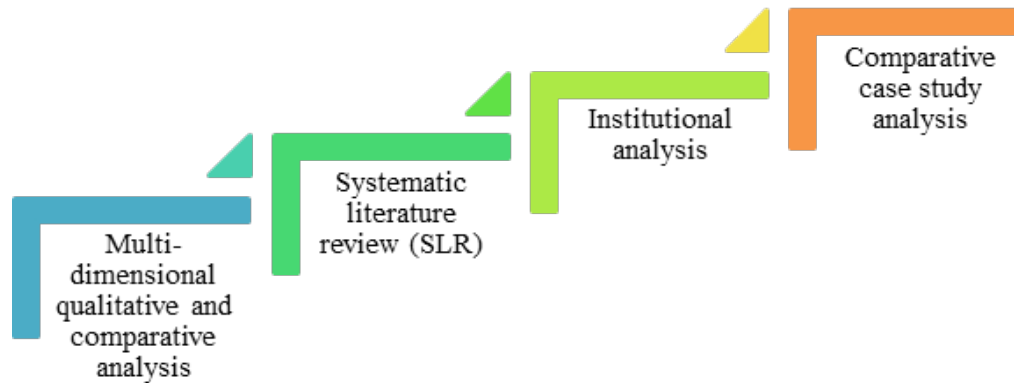 Multi-
dimensional
qualitative and
comparative
analysis
Systematic
literature
review (SLR)
Institutional
analysis
Comparative
case study
analysis